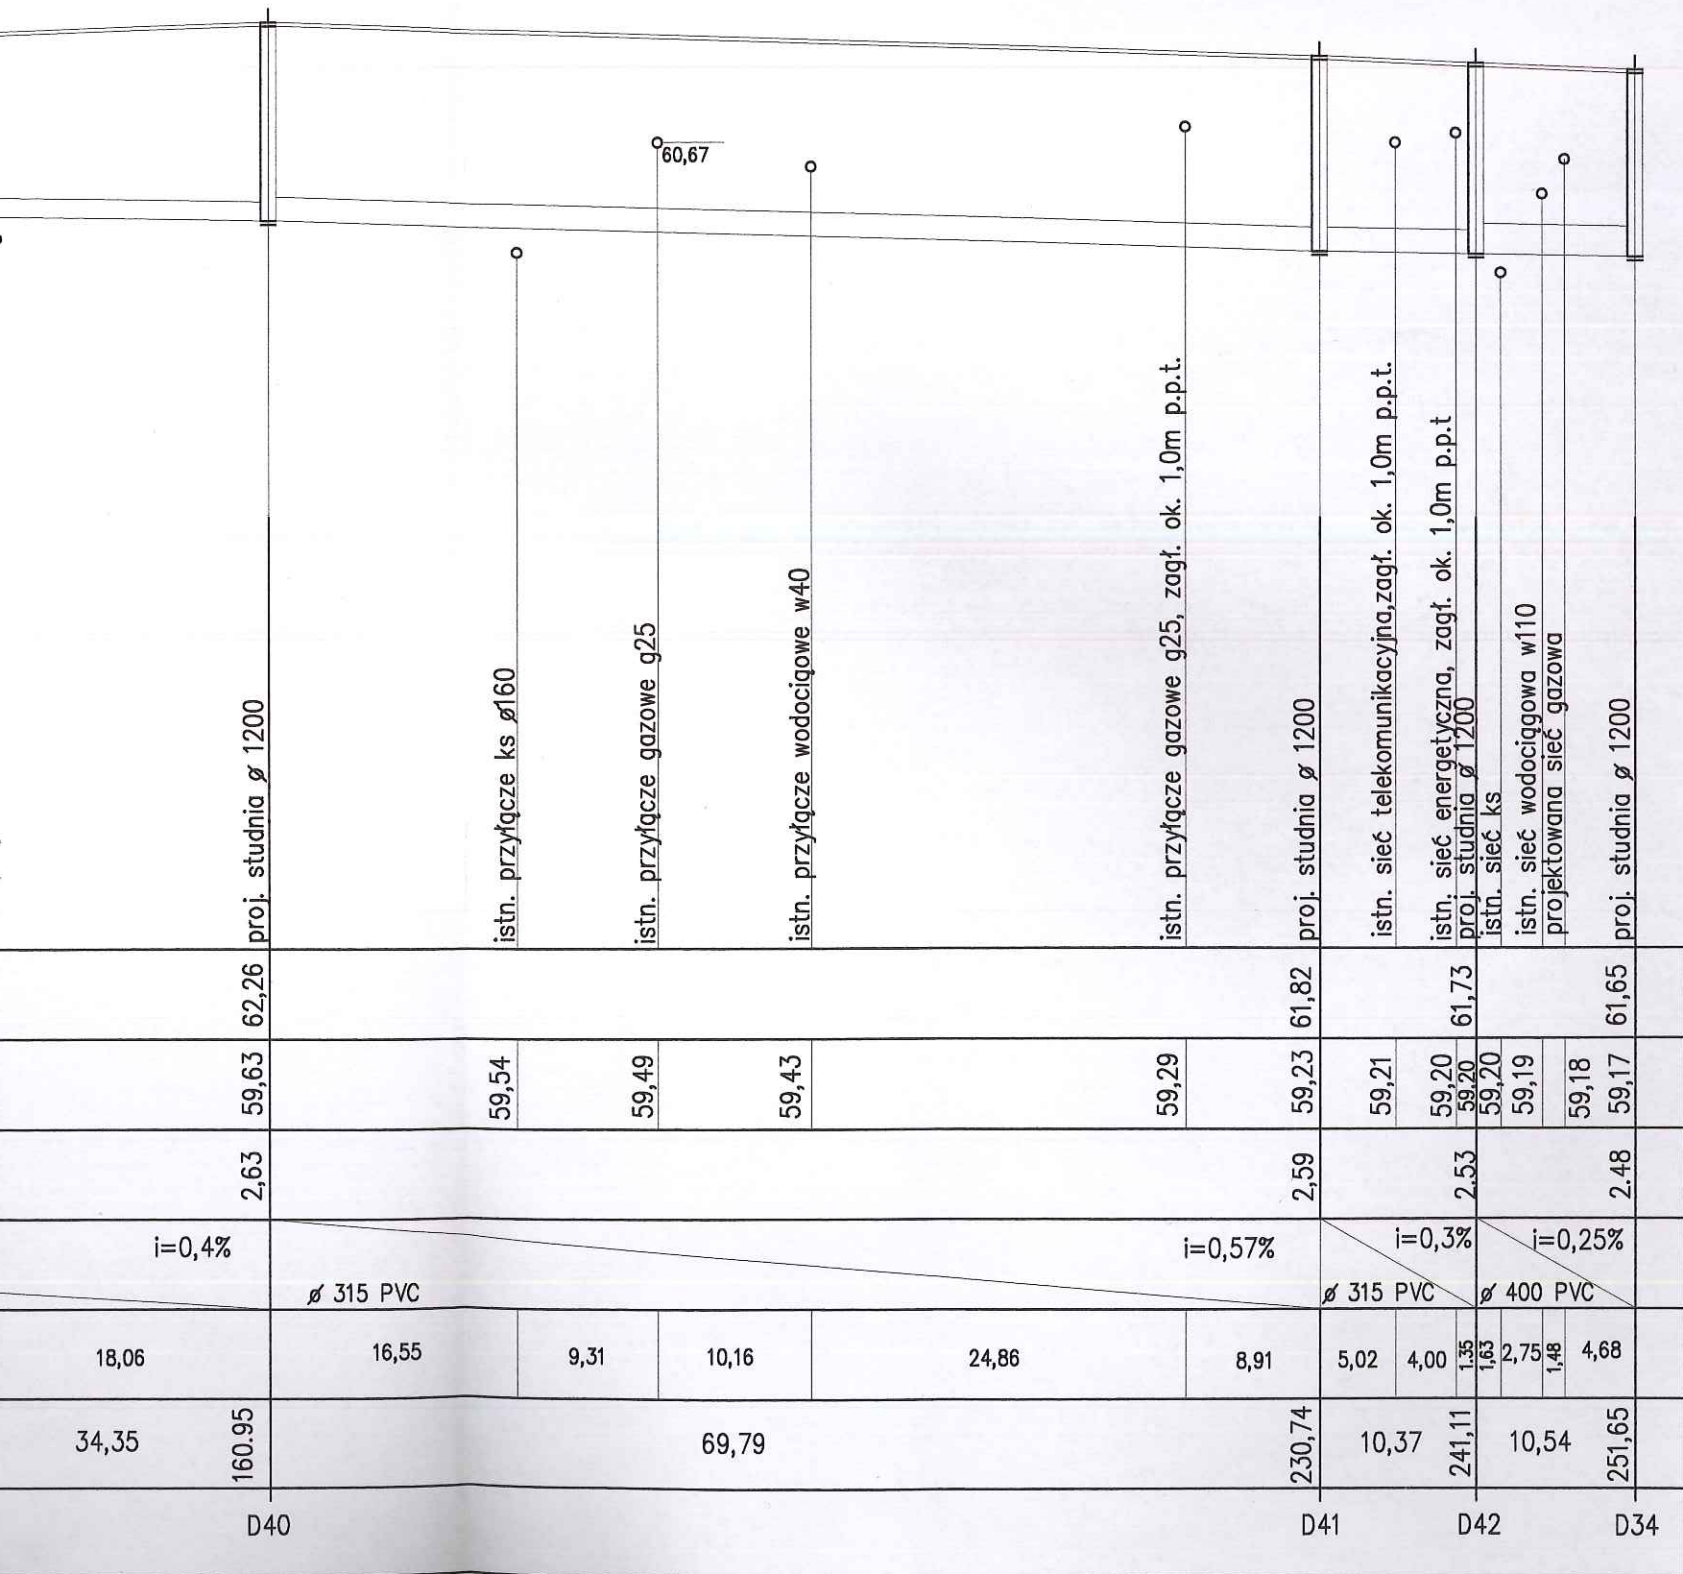 60,67
proj. studnia ø 1200
istn. przyłącze ks ø160
istn. przyłącze gazowe g25
istn. przyłącze wodociągowe w40
istn. przyłącze gazowe g25, zagł. ok. 1,0m p.p.t.
proj. studnia ø 1200
istn. sieć telekomunikacyjna,zagł. ok. 1,0m p.p.t.
istn. sieć energetyczna, zagł. ok. 1,0m p.p.t
proj. studnia ø 1200
istn. sieć ks
istn. sieć wodociągowa w110
projektowana sieć gazowa
proj. studnia ø 1200
62,26 61,82 61,73 61,65
59,63 59,54 59,49 59,43 59,29 59,23 59,21 59,20 59,20 59,20 59,19 59,18 59,17
2,63 2,59 2.53 2.48
i=0,4% i=0,57% i=0,3% i=0,25%
ø 315 PVC ø 315 PVC ø 400 PVC
18,06 16,55 9,31 10,16 24,86 8,91 5,02 4,00 1.35 1,63 2,75 1,48 4,68
34,35 160.95 69,79 230,74 10,37 241,11 10,54 251,65
D40 D41 D42 D34